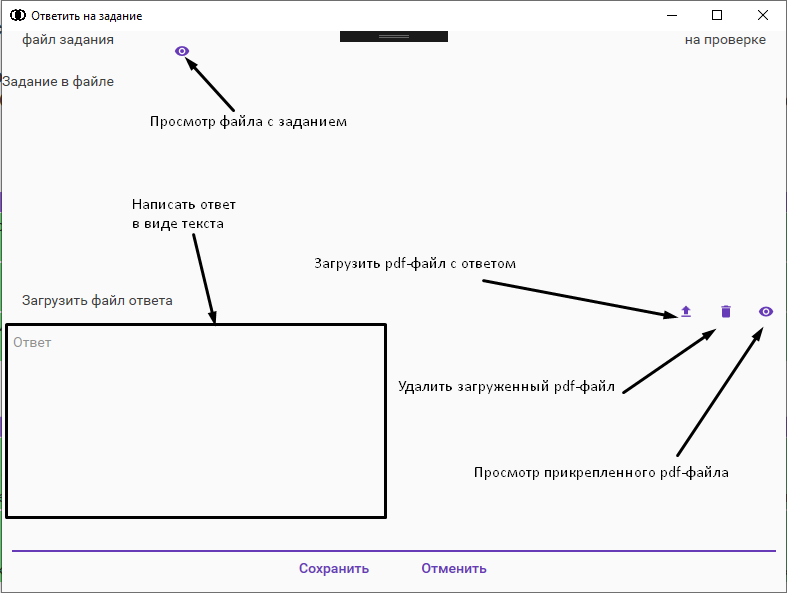 Ответить на задание
файл задания
на проверке
Задание в файле
Просмотр файла с заданием
Написать ответ
в виде текста
Загрузить pdf-файл с ответом
Загрузить файл ответа
Ответ
Удалить загруженный pdf-файл
Просмотр прикрепленного pdf-файла
Сохранить
Отменить